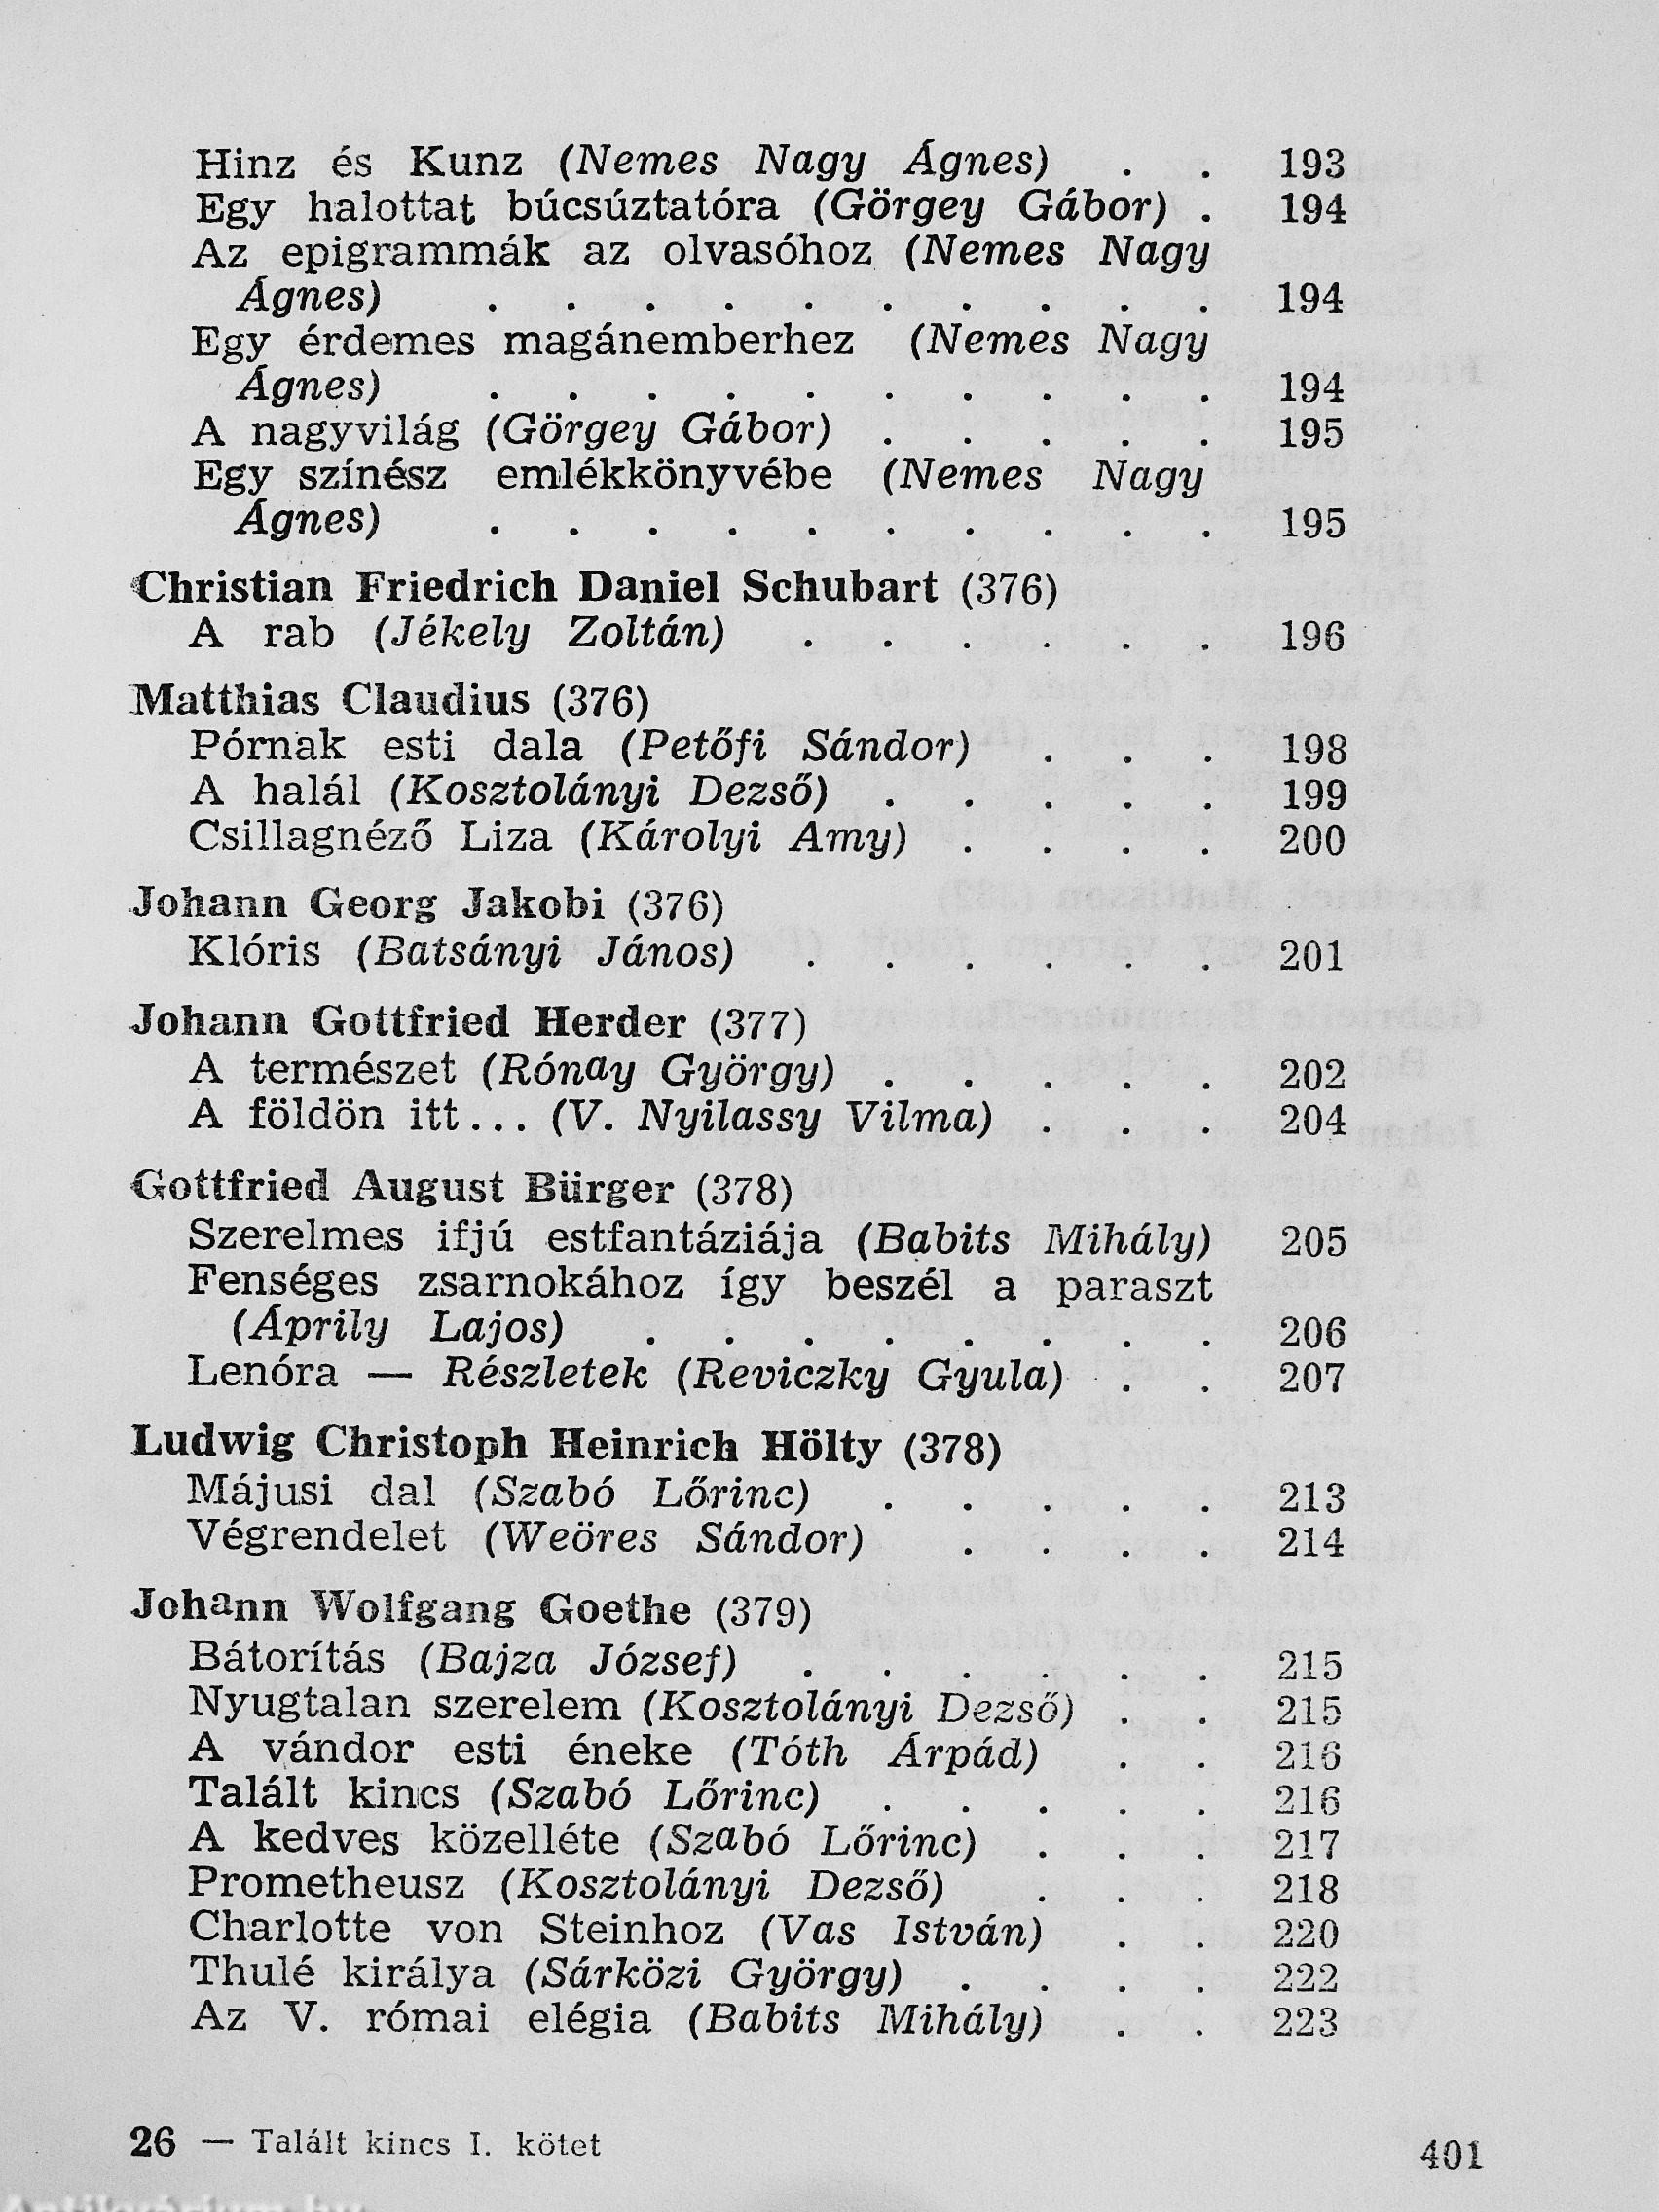 Hinz és Kunz (Nemes Nagy Ágnes) . . 193
Egy halottat búcsúztatóra (Görgey Gábor) . 194
Az epigrammák az olvasóhoz (Nemes Nagy
Ágnes) . . . . . . . . . . 194
Egy érdemes magánemberhez (Nemes Nagy
Ágnes) . . . . . . . . . . 194
A nagyvilág (Görgey Gábor) . . . . . 195
Egy színész emlékkönyvébe (Nemes Nagy
Ágnes) . . . . . . . . . . 195
Christian Friedrich Daniel Schubart (376)
A rab (Jékely Zoltán) . . . . . . 196
Matthias Claudius (376)
Pórnak esti dala (Petőfi Sándor) . . . 198
A halál (Kosztolányi Dezső) . . . . . 199
Csillagnéző Liza (Károlyi Amy) . . . . 200
Johann Georg Jakobi (376)
Klóris (Batsányi János) . . . . . . 201
Johann Gottfried Herder (377)
A természet (Rónay György) . . . . . 202
A földön itt... (V. Nyilassy Vilma) . . . 204
Gottfried August Bürger (378)
Szerelmes ifjú estfantáziája (Babits Mihály) 205
Fenséges zsarnokához így beszél a paraszt
(Áprily Lajos) . . . . . . . . 206
Lenóra — Részletek (Reviczky Gyula) . . 207
Ludwig Christoph Heinrich Hölty (378)
Májusi dal (Szabó Lőrinc) . . . . . 213
Végrendelet (Weöres Sándor) . . . . 214
Johann Wolfgang Goethe (379)
Bátorítás (Bajza József) . . . . . . 215
Nyugtalan szerelem (Kosztolányi Dezső) . . 215
A vándor esti éneke (Tóth Árpád) . . 216
Talált kincs (Szabó Lőrinc) . . . . . 216
A kedves közelléte (Szabó Lőrinc) . . . 217
Prometheusz (Kosztolányi Dezső) . . . 218
Charlotte von Steinhoz (Vas István) . . 220
Thulé királya (Sárközi György) . . . . 222
Az V. római elégia (Babits Mihály) . . 223
26 — Talált kincs I. kötet 401